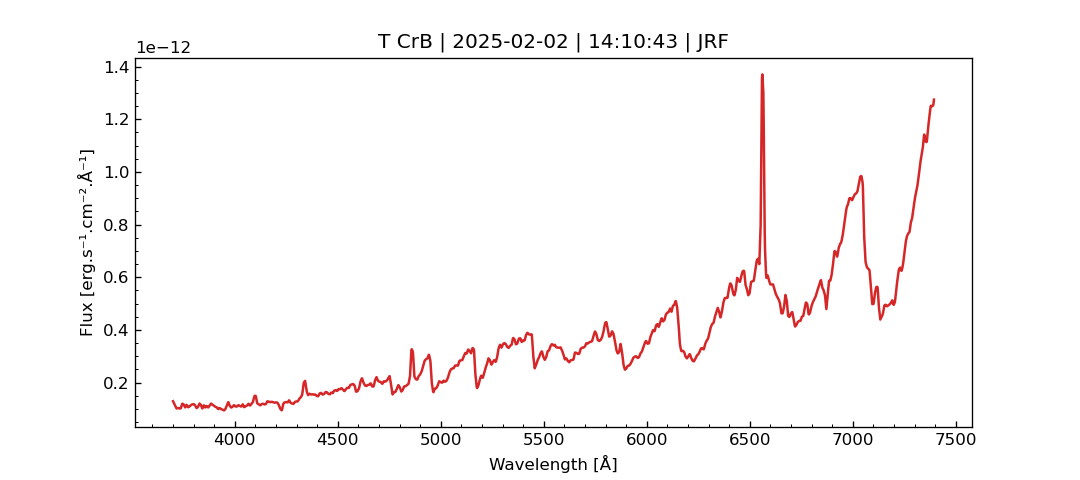 T CrB | 2025-02-02 | 14:10:43 | JRF
1e−12
1.4
1.2
1.0
0.8
0.6
0.4
0.2
Flux [erg.s⁻¹.cm⁻².Å⁻¹]
4000 4500 5000 5500 6000 6500 7000 7500
Wavelength [Å]